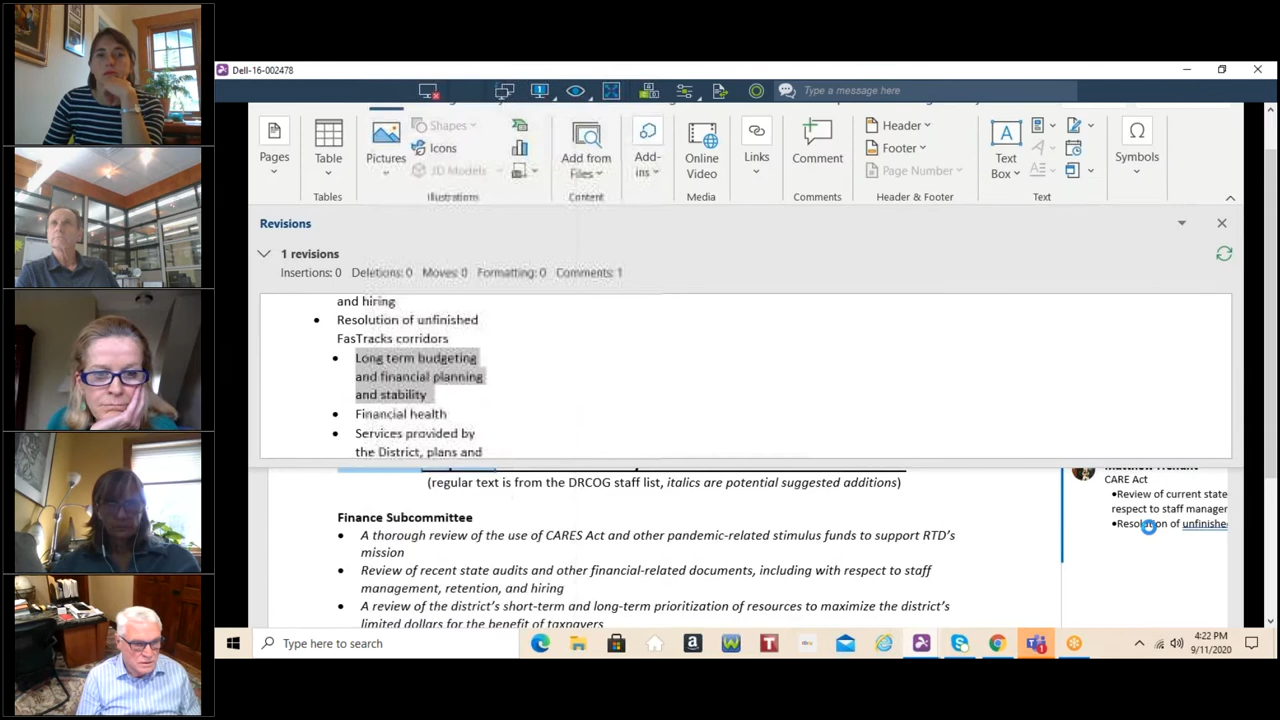 Dell-16-002478
Type a message here
Pages
Table
Pictures
Shapes
Icons
3D Models
Add from
Files
Add-
ins
Online
Video
Links
Comment
Header
Footer
Page Number
Text
Box
Symbols
Tables
Illustrations
Content
Media
Comments
Header & Footer
Text
Revisions
1 revisions
Insertions: 0 Deletions: 0 Moves: 0 Formatting: 0 Comments: 1
and hiring
• Resolution of unfinished
FasTracks corridors
• Long term budgeting
and financial planning
and stability
• Financial health
• Services provided by
the District, plans and
(regular text is from the DRCOG staff list, italics are potential suggested additions)
Finance Subcommittee
• A thorough review of the use of CARES Act and other pandemic-related stimulus funds to support RTD's
mission
• Review of recent state audits and other financial-related documents, including with respect to staff
management, retention, and hiring
• A review of the district's short-term and long-term prioritization of resources to maximize the district's
limited dollars for the benefit of taxpayers
CARE Act
•Review of current state
respect to staff manager
•Resolution of unfinished
Type here to search
4:22 PM
9/11/2020